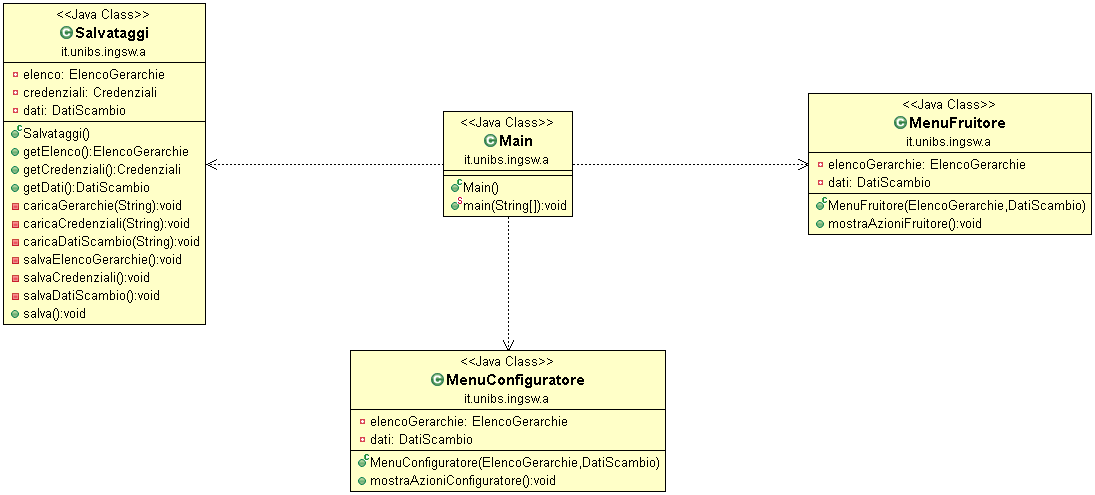 <<Java Class>>
Salvataggi
it.unibs.ingsw.a
elenco: ElencoGerarchie
credenziali: Credenziali
dati: DatiScambio
Salvataggi()
getElenco():ElencoGerarchie
getCredenziali():Credenziali
getDati():DatiScambio
caricaGerarchie(String):void
caricaCredenziali(String):void
caricaDatiScambio(String):void
salvaElencoGerarchie():void
salvaCredenziali():void
salvaDatiScambio():void
salva():void
<<Java Class>>
Main
it.unibs.ingsw.a
Main()
main(String[]):void
<<Java Class>>
MenuFruitore
it.unibs.ingsw.a
elencoGerarchie: ElencoGerarchie
dati: DatiScambio
MenuFruitore(ElencoGerarchie,DatiScambio)
mostraAzioniFruitore():void
<<Java Class>>
MenuConfiguratore
it.unibs.ingsw.a
elencoGerarchie: ElencoGerarchie
dati: DatiScambio
MenuConfiguratore(ElencoGerarchie,DatiScambio)
mostraAzioniConfiguratore():void